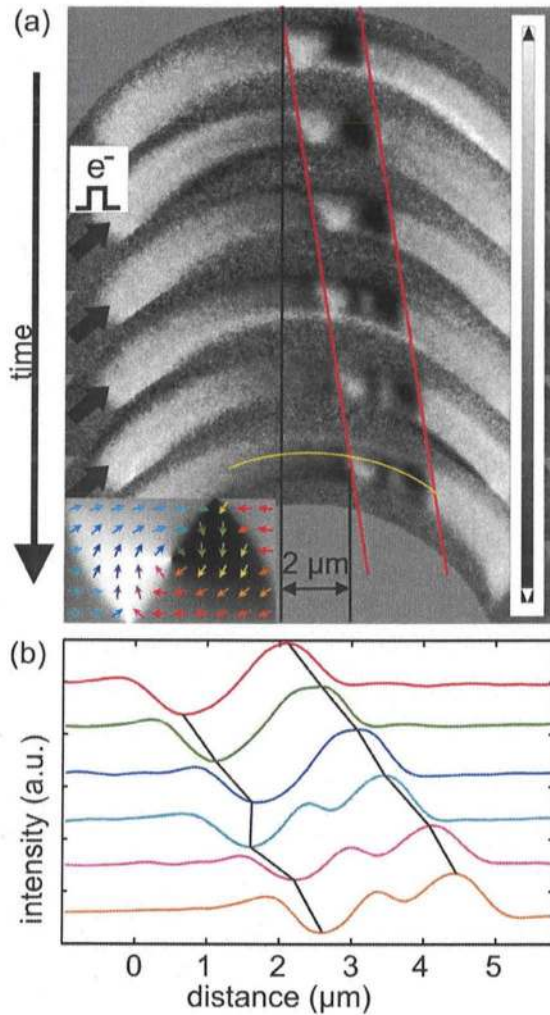 (a)
e⁻
time
2 μm
(b)
intensity (a.u.)
0 1 2 3 4 5
distance (μm)